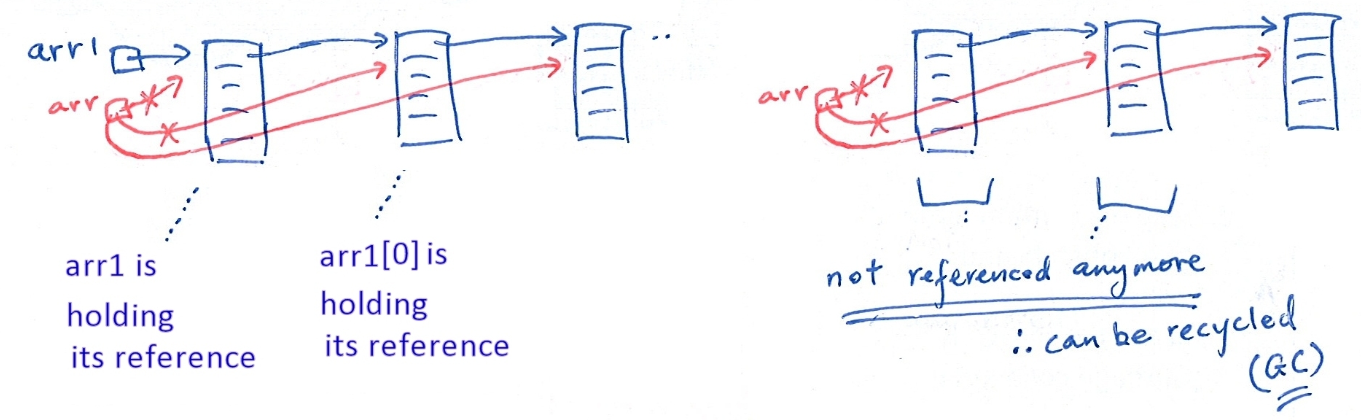 arr1
arr
..
arr1 is
holding
its reference
arr1[0] is
holding
its reference
arr
not referenced anymore
∴ can be recycled
(GC)